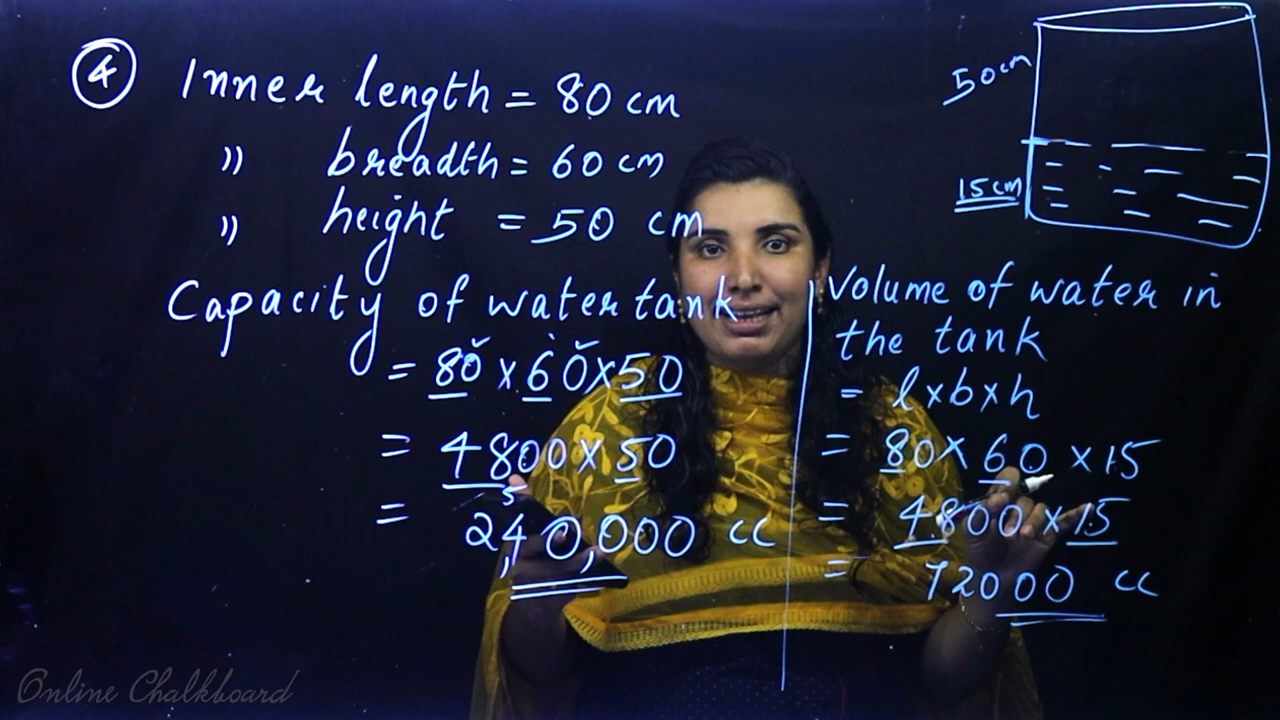 4 Inner length = 80 cm
" breadth = 60 cm
" height = 50 cm
Capacity of water tank
= 80 x 60 x 50
= 4800 x 50
= 24,0,000 cc
50 cm
15 cm
Volume of water in
the tank
= l x b x h
= 80 x 60 x 15
= 4800 x 15
= 72000 cc
Online Chalkboard